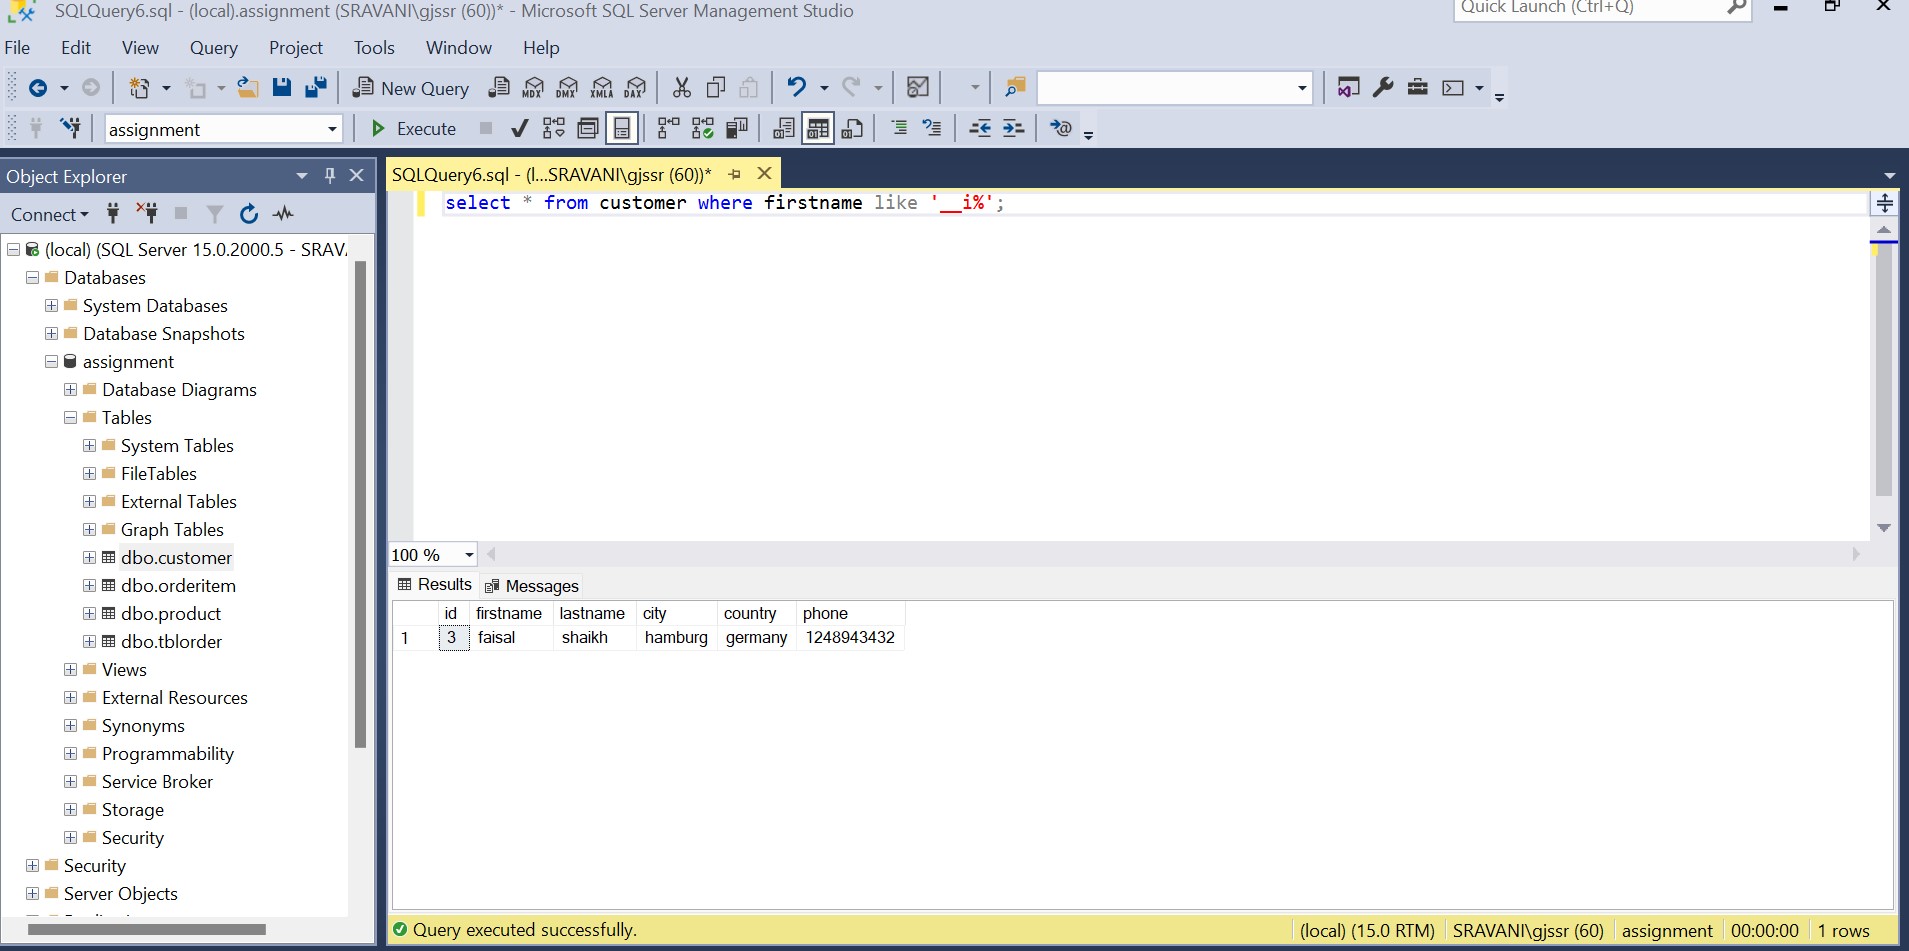 SQLQuery6.sql - (local).assignment (SRAVANI\gjssr (60))* - Microsoft SQL Server Management Studio
Quick Launch (Ctrl+Q)
File Edit View Query Project Tools Window Help
New Query MDX DMX XMLA DAX
assignment Execute
Object Explorer
SQLQuery6.sql - (l...SRAVANI\gjssr (60))*
Connect
select * from customer where firstname like '__i%';
(local) (SQL Server 15.0.2000.5 - SRAVA
Databases
System Databases
Database Snapshots
assignment
Database Diagrams
Tables
System Tables
FileTables
External Tables
Graph Tables
dbo.customer
dbo.orderitem
dbo.product
dbo.tblorder
Views
External Resources
Synonyms
Programmability
Service Broker
Storage
Security
Security
Server Objects
100 %
Results Messages
id firstname lastname city country phone
1 3 faisal shaikh hamburg germany 1248943432
Query executed successfully.
(local) (15.0 RTM) SRAVANI\gjssr (60) assignment 00:00:00 1 rows